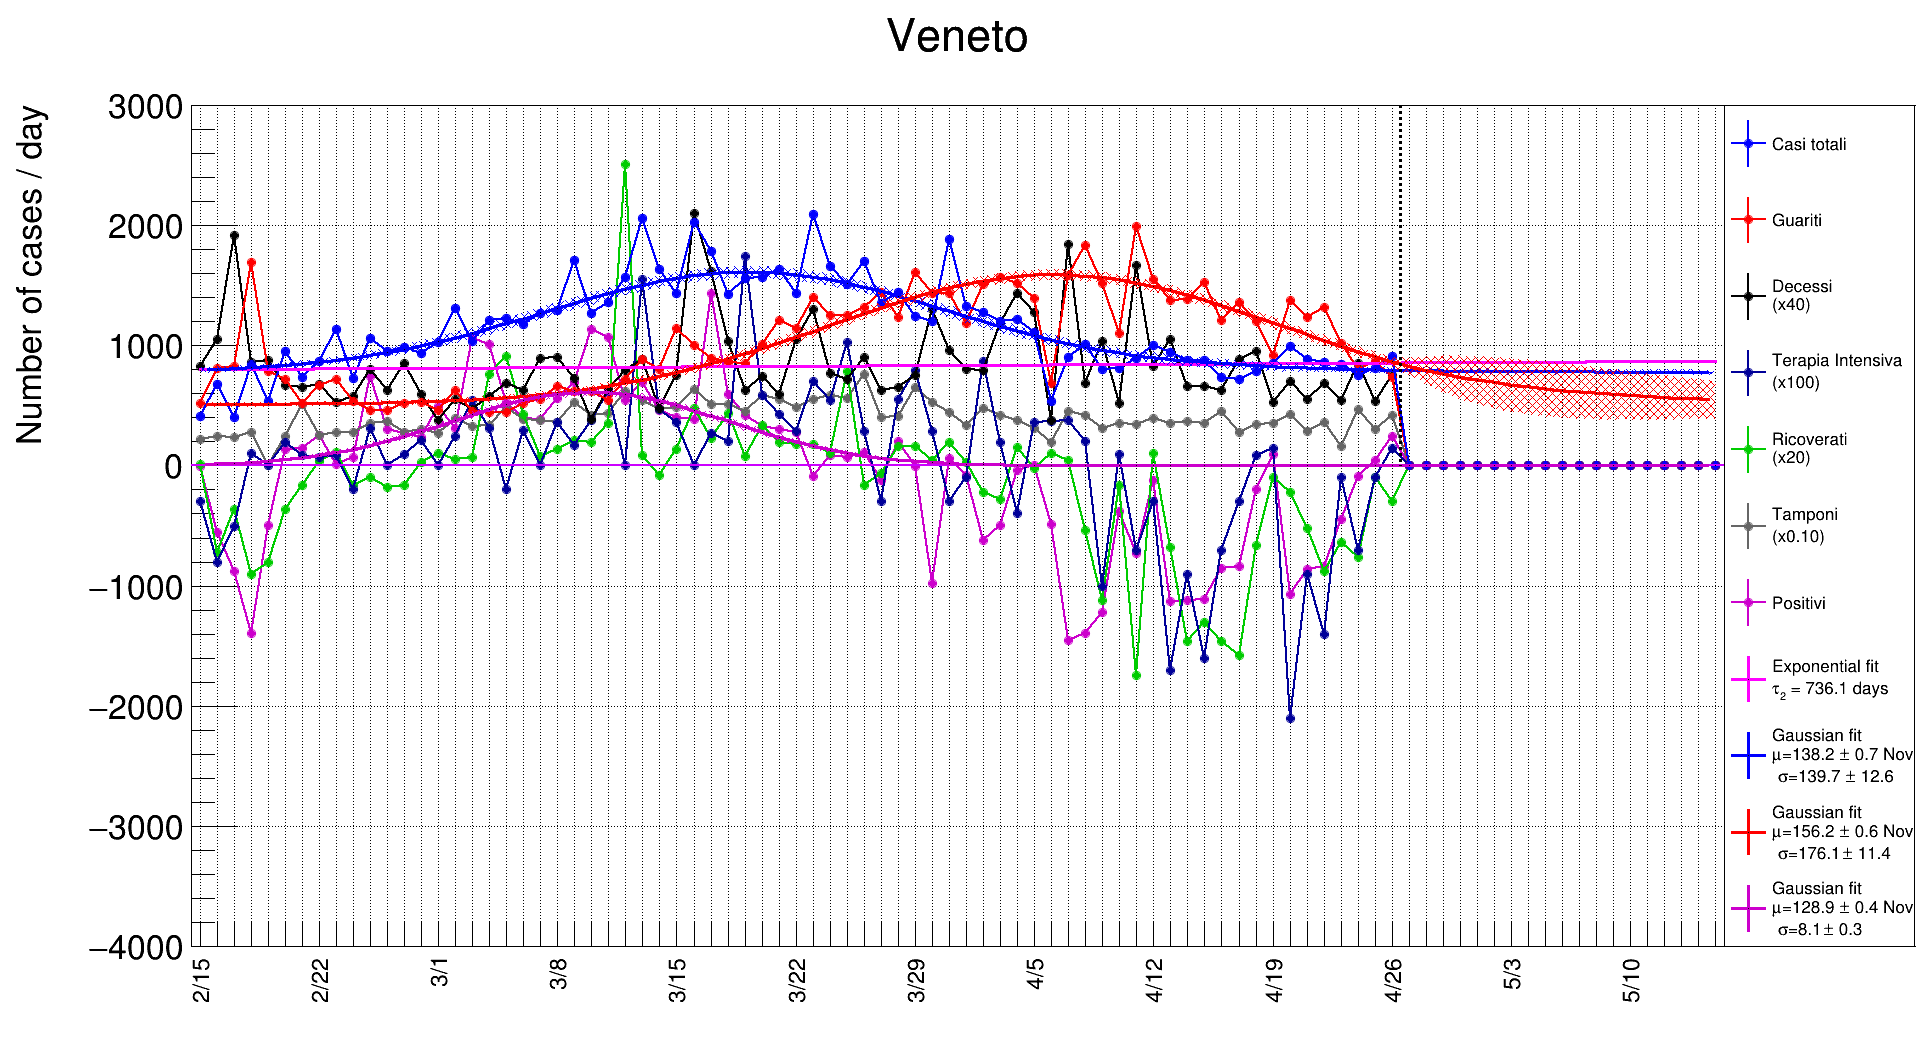 Veneto
Number of cases / day
3000
2000
1000
0
−1000
−2000
−3000
−4000
2/15
2/22
3/1
3/8
3/15
3/22
3/29
4/5
4/12
4/19
4/26
5/3
5/10
Casi totali
Guariti
Decessi
(x40)
Terapia Intensiva
(x100)
Ricoverati
(x20)
Tamponi
(x0.10)
Positivi
Exponential fit
τ2 = 736.1 days
Gaussian fit
μ=138.2 ± 0.7 Nov
σ=139.7 ± 12.6
Gaussian fit
μ=156.2 ± 0.6 Nov
σ=176.1 ± 11.4
Gaussian fit
μ=128.9 ± 0.4 Nov
σ=8.1 ± 0.3